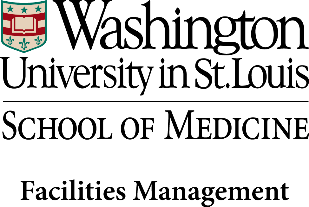 Washington
University in St. Louis
SCHOOL OF MEDICINE
Facilities Management